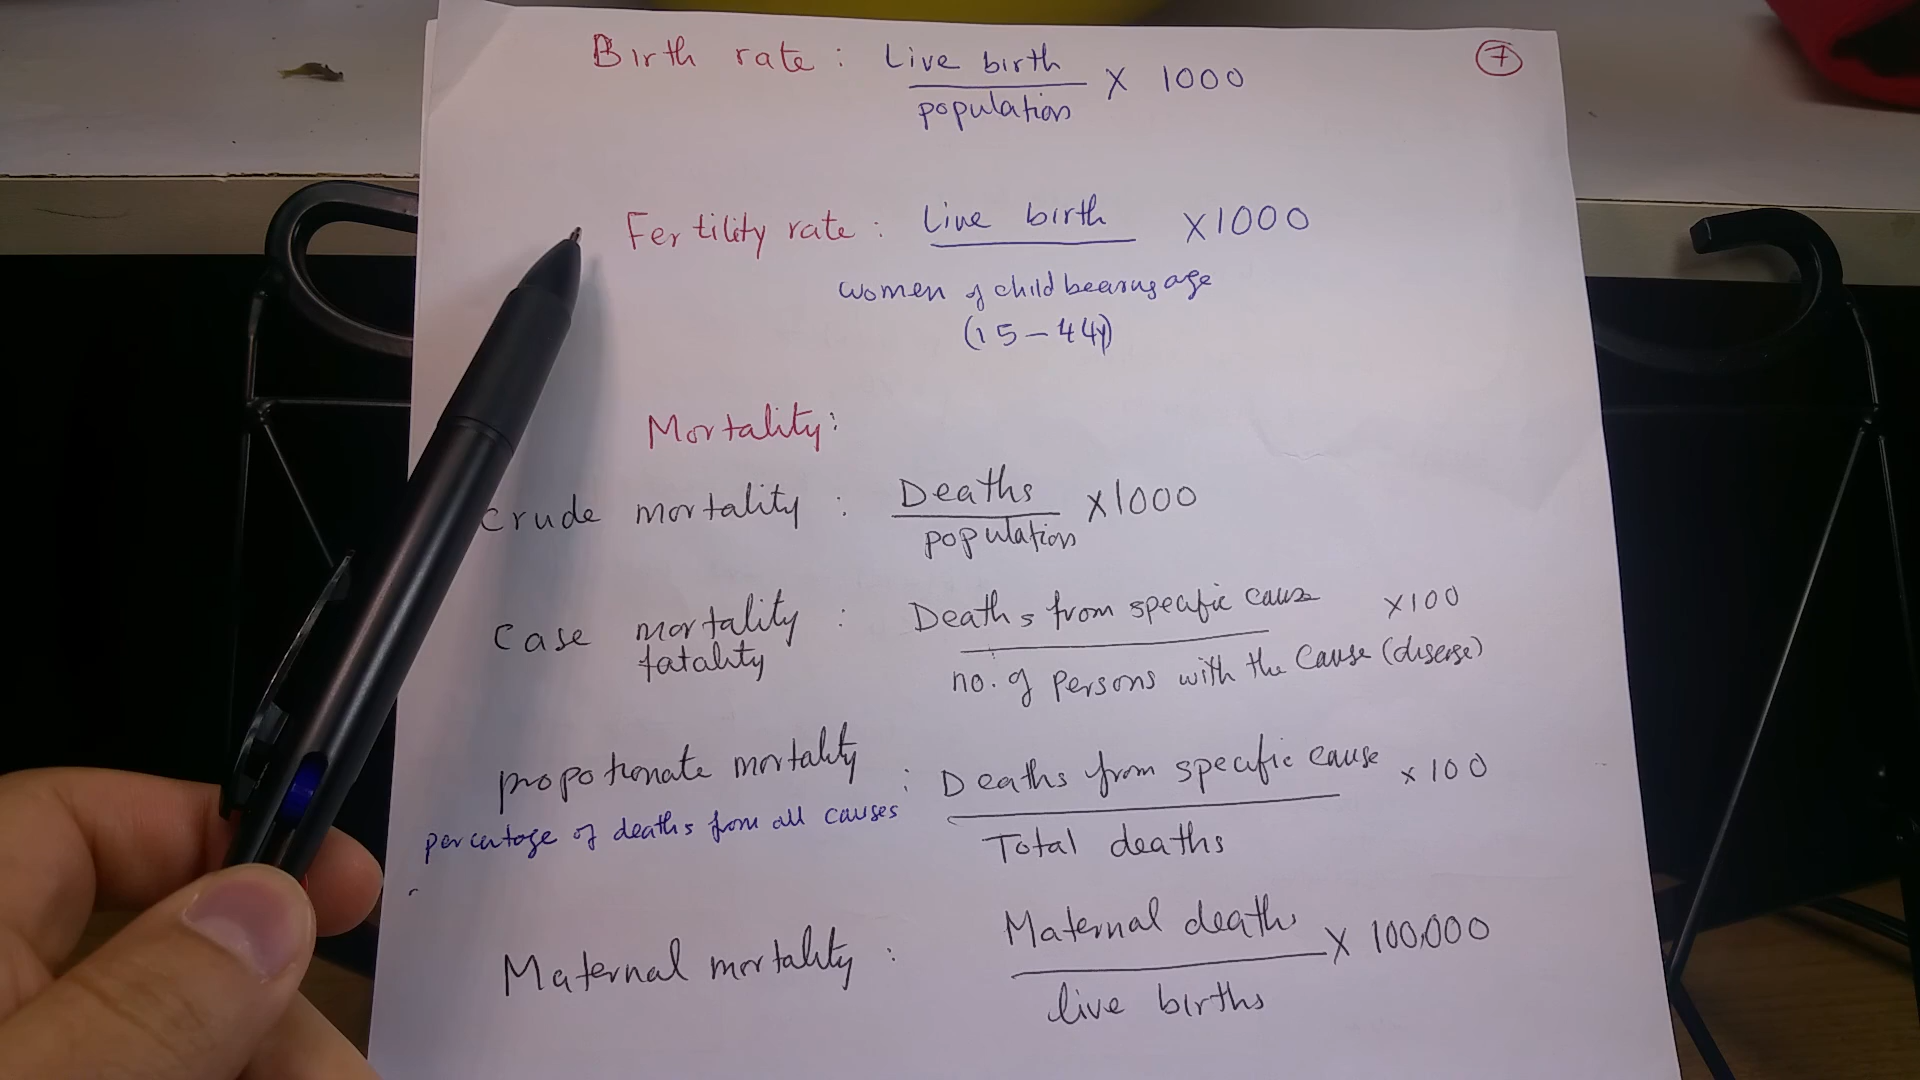 7
Birth rate : Live birth
population
X 1000
Fertility rate : Live birth X1000
women of child bearing age
(15-44y)
Mortality:
Crude mortality : Deaths X1000
population
Case mortality : Deaths from specific cause x100
fatality
no. of persons with the cause (disease)
propotionate mortality : Deaths from specific cause x100
percentage of deaths from all causes
Total deaths
Maternal mortality : Maternal deaths X 100,000
live births